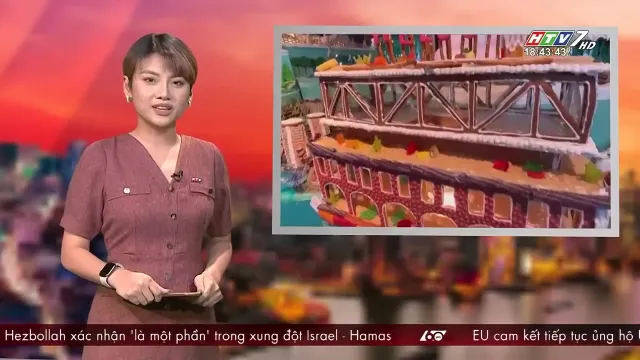 HTV7 HD
18:43:43
Hezbollah xác nhận 'là một phần' trong xung đột Israel - Hamas 60 EU cam kết tiếp tục ủng hộ